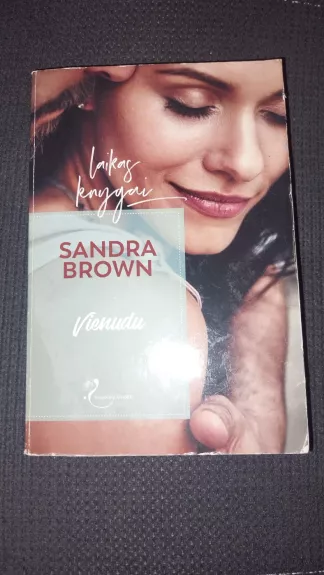 laikas
knygai
SANDRA
BROWN
Vienudu